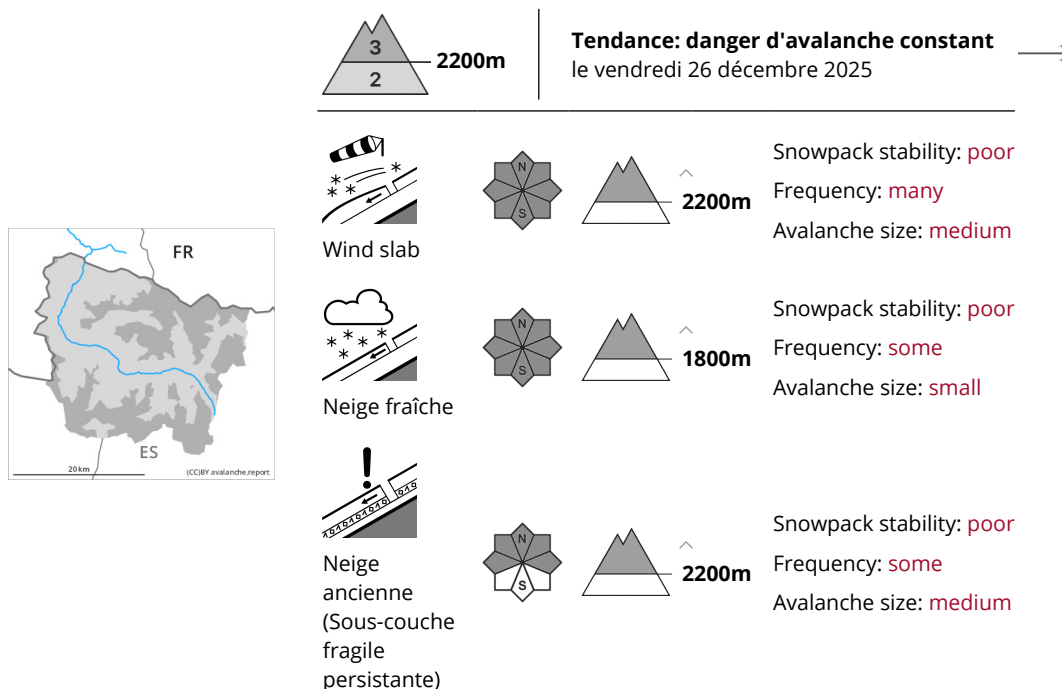 3
2
2200m
Tendance: danger d'avalanche constant
le vendredi 26 décembre 2025
FR
ES
20 km
(CC)BY avalanche.report
Wind slab
N
S
2200m
Snowpack stability: poor
Frequency: many
Avalanche size: medium
Neige fraîche
N
S
1800m
Snowpack stability: poor
Frequency: some
Avalanche size: small
Neige
ancienne
(Sous-couche
fragile
persistante)
N
S
2200m
Snowpack stability: poor
Frequency: some
Avalanche size: medium